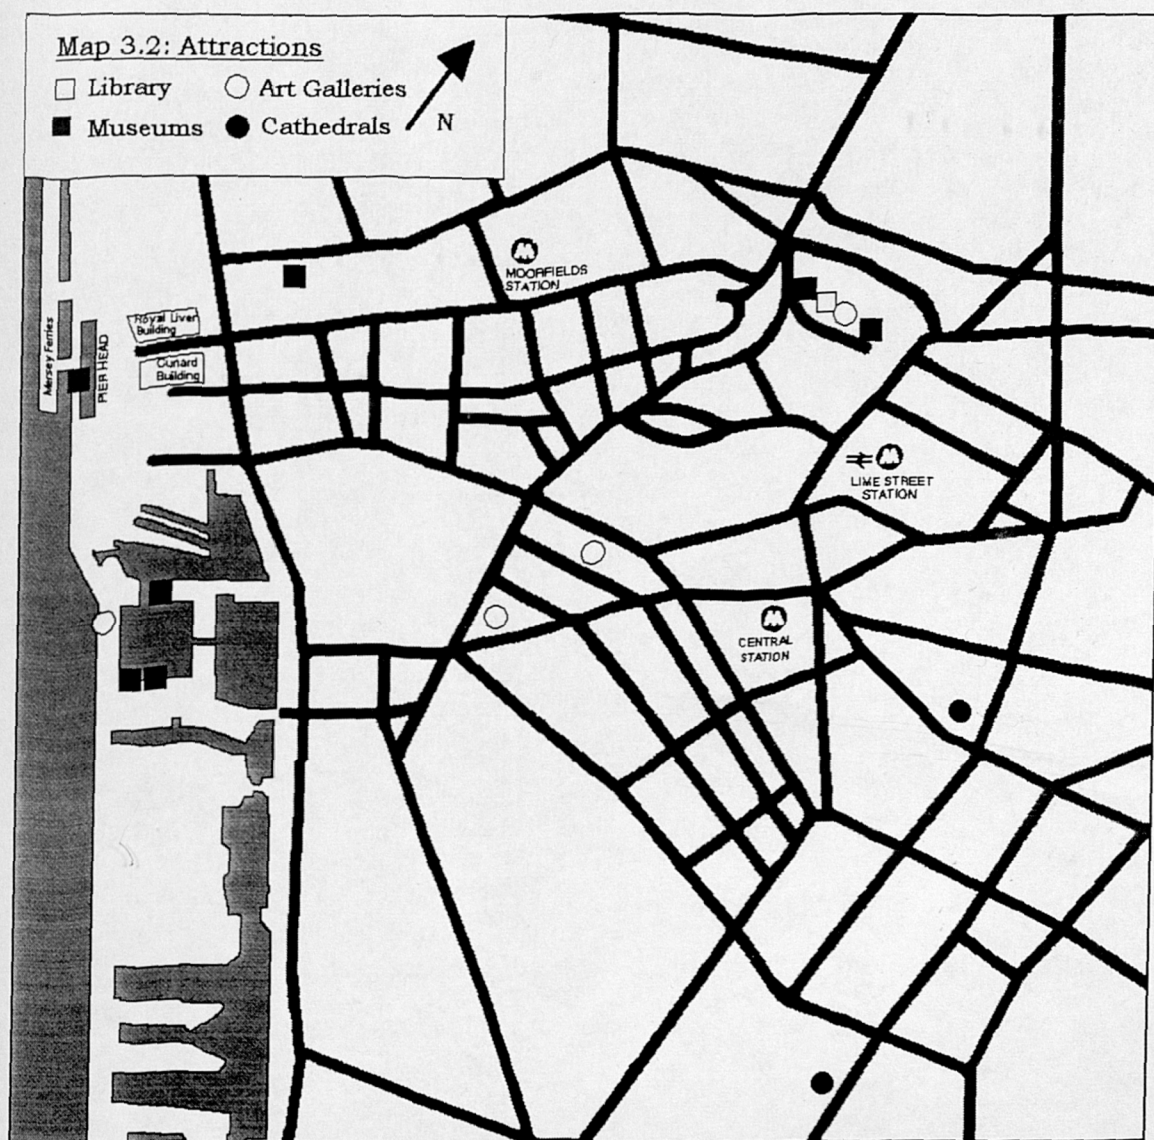 Map 3.2: Attractions
Library
Art Galleries
Museums
Cathedrals
N
M
MOORFIELDS
STATION
Royal Liver
Building
Cunard
Building
Mersey Ferries
PIER HEAD
M
LIME STREET
STATION
M
CENTRAL
STATION